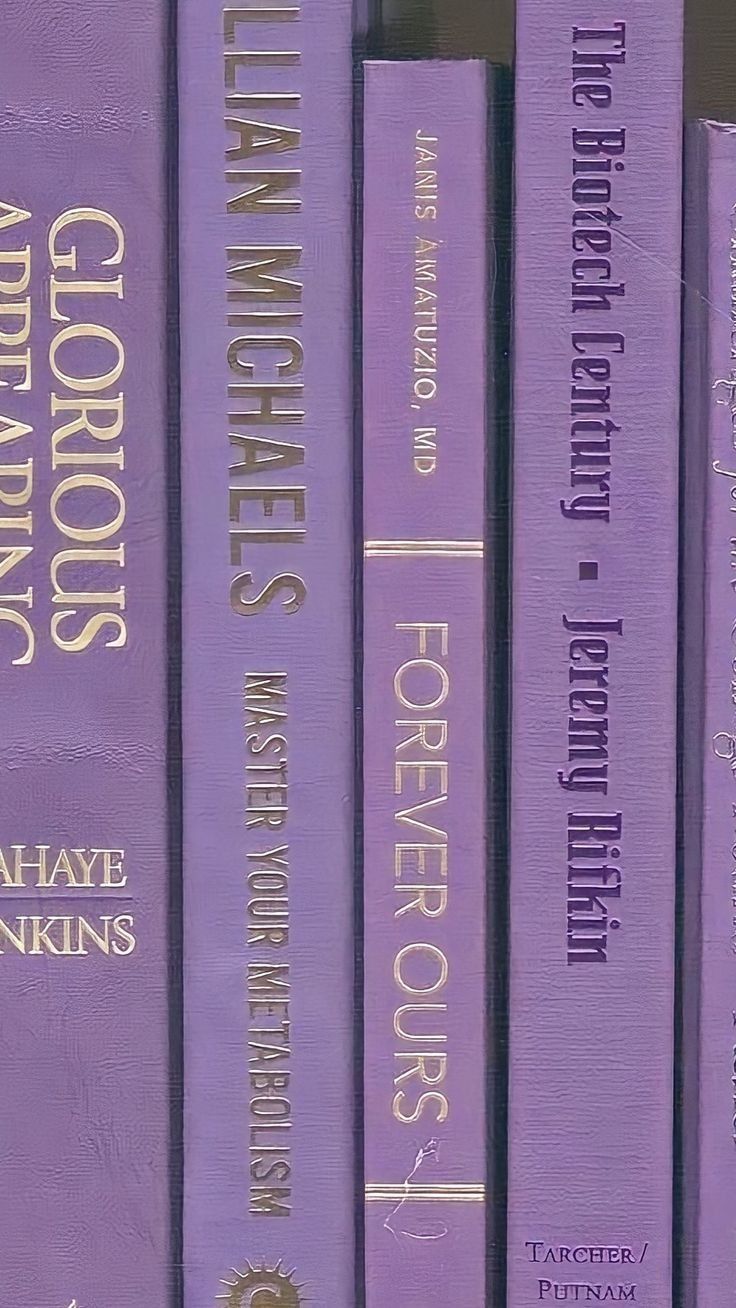 GLORIOUS
APPEARING
AHAYE
NKINS
LLIAN MICHAELS MASTER YOUR METABOLISM
JANIS AMATUZIO, MD
FOREVER OURS
The Biotech Century ▪ Jeremy Rifkin
TARCHER/
PUTNAM